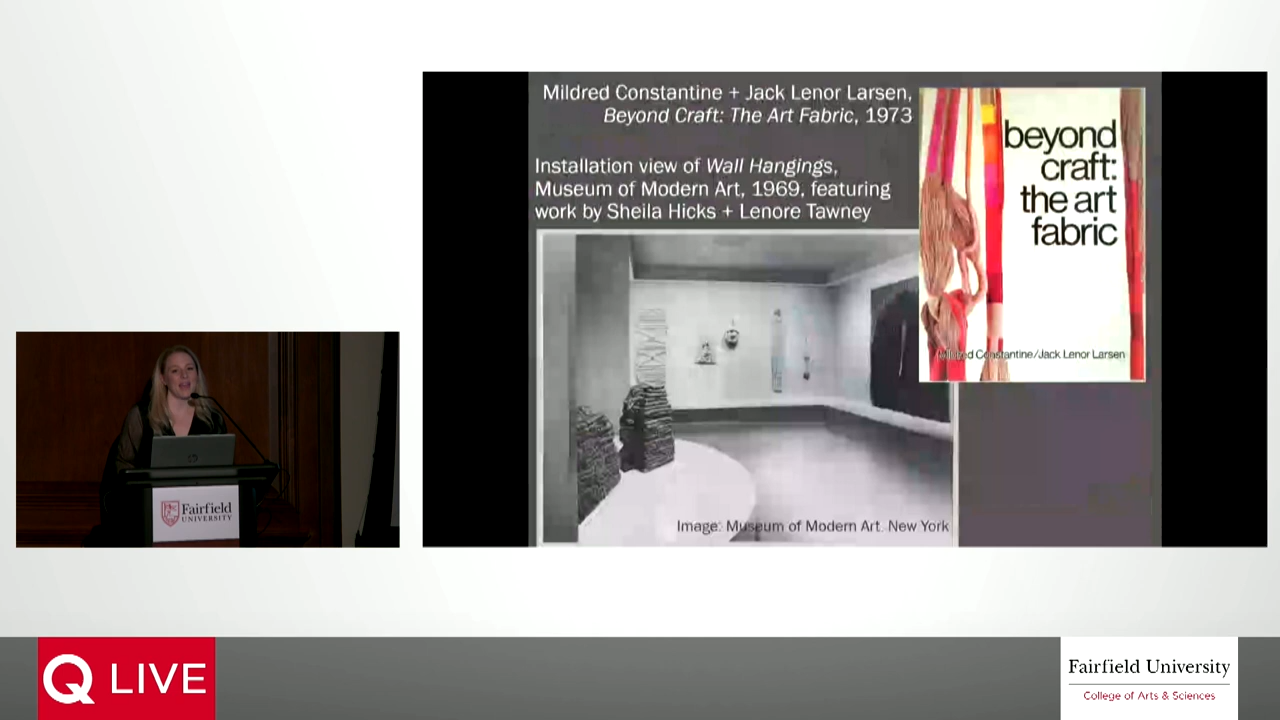 Mildred Constantine + Jack Lenor Larsen,
Beyond Craft: The Art Fabric, 1973
Installation view of Wall Hangings,
Museum of Modern Art, 1969, featuring
work by Sheila Hicks + Lenore Tawney
beyond
craft:
the art
fabric
Mildred Constantine/Jack Lenor Larsen
Image: Museum of Modern Art. New York
Fairfield
UNIVERSITY
Q LIVE
Fairfield University
College of Arts & Sciences